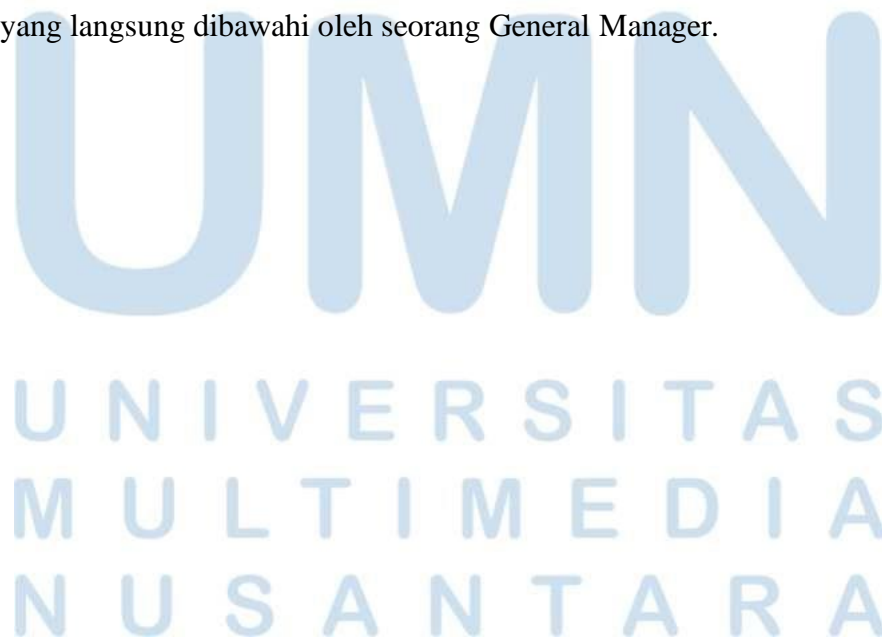 yang langsung dibawahi oleh seorang General Manager.
UMN
UNIVERSITAS
MULTIMEDIA
NUSANTARA